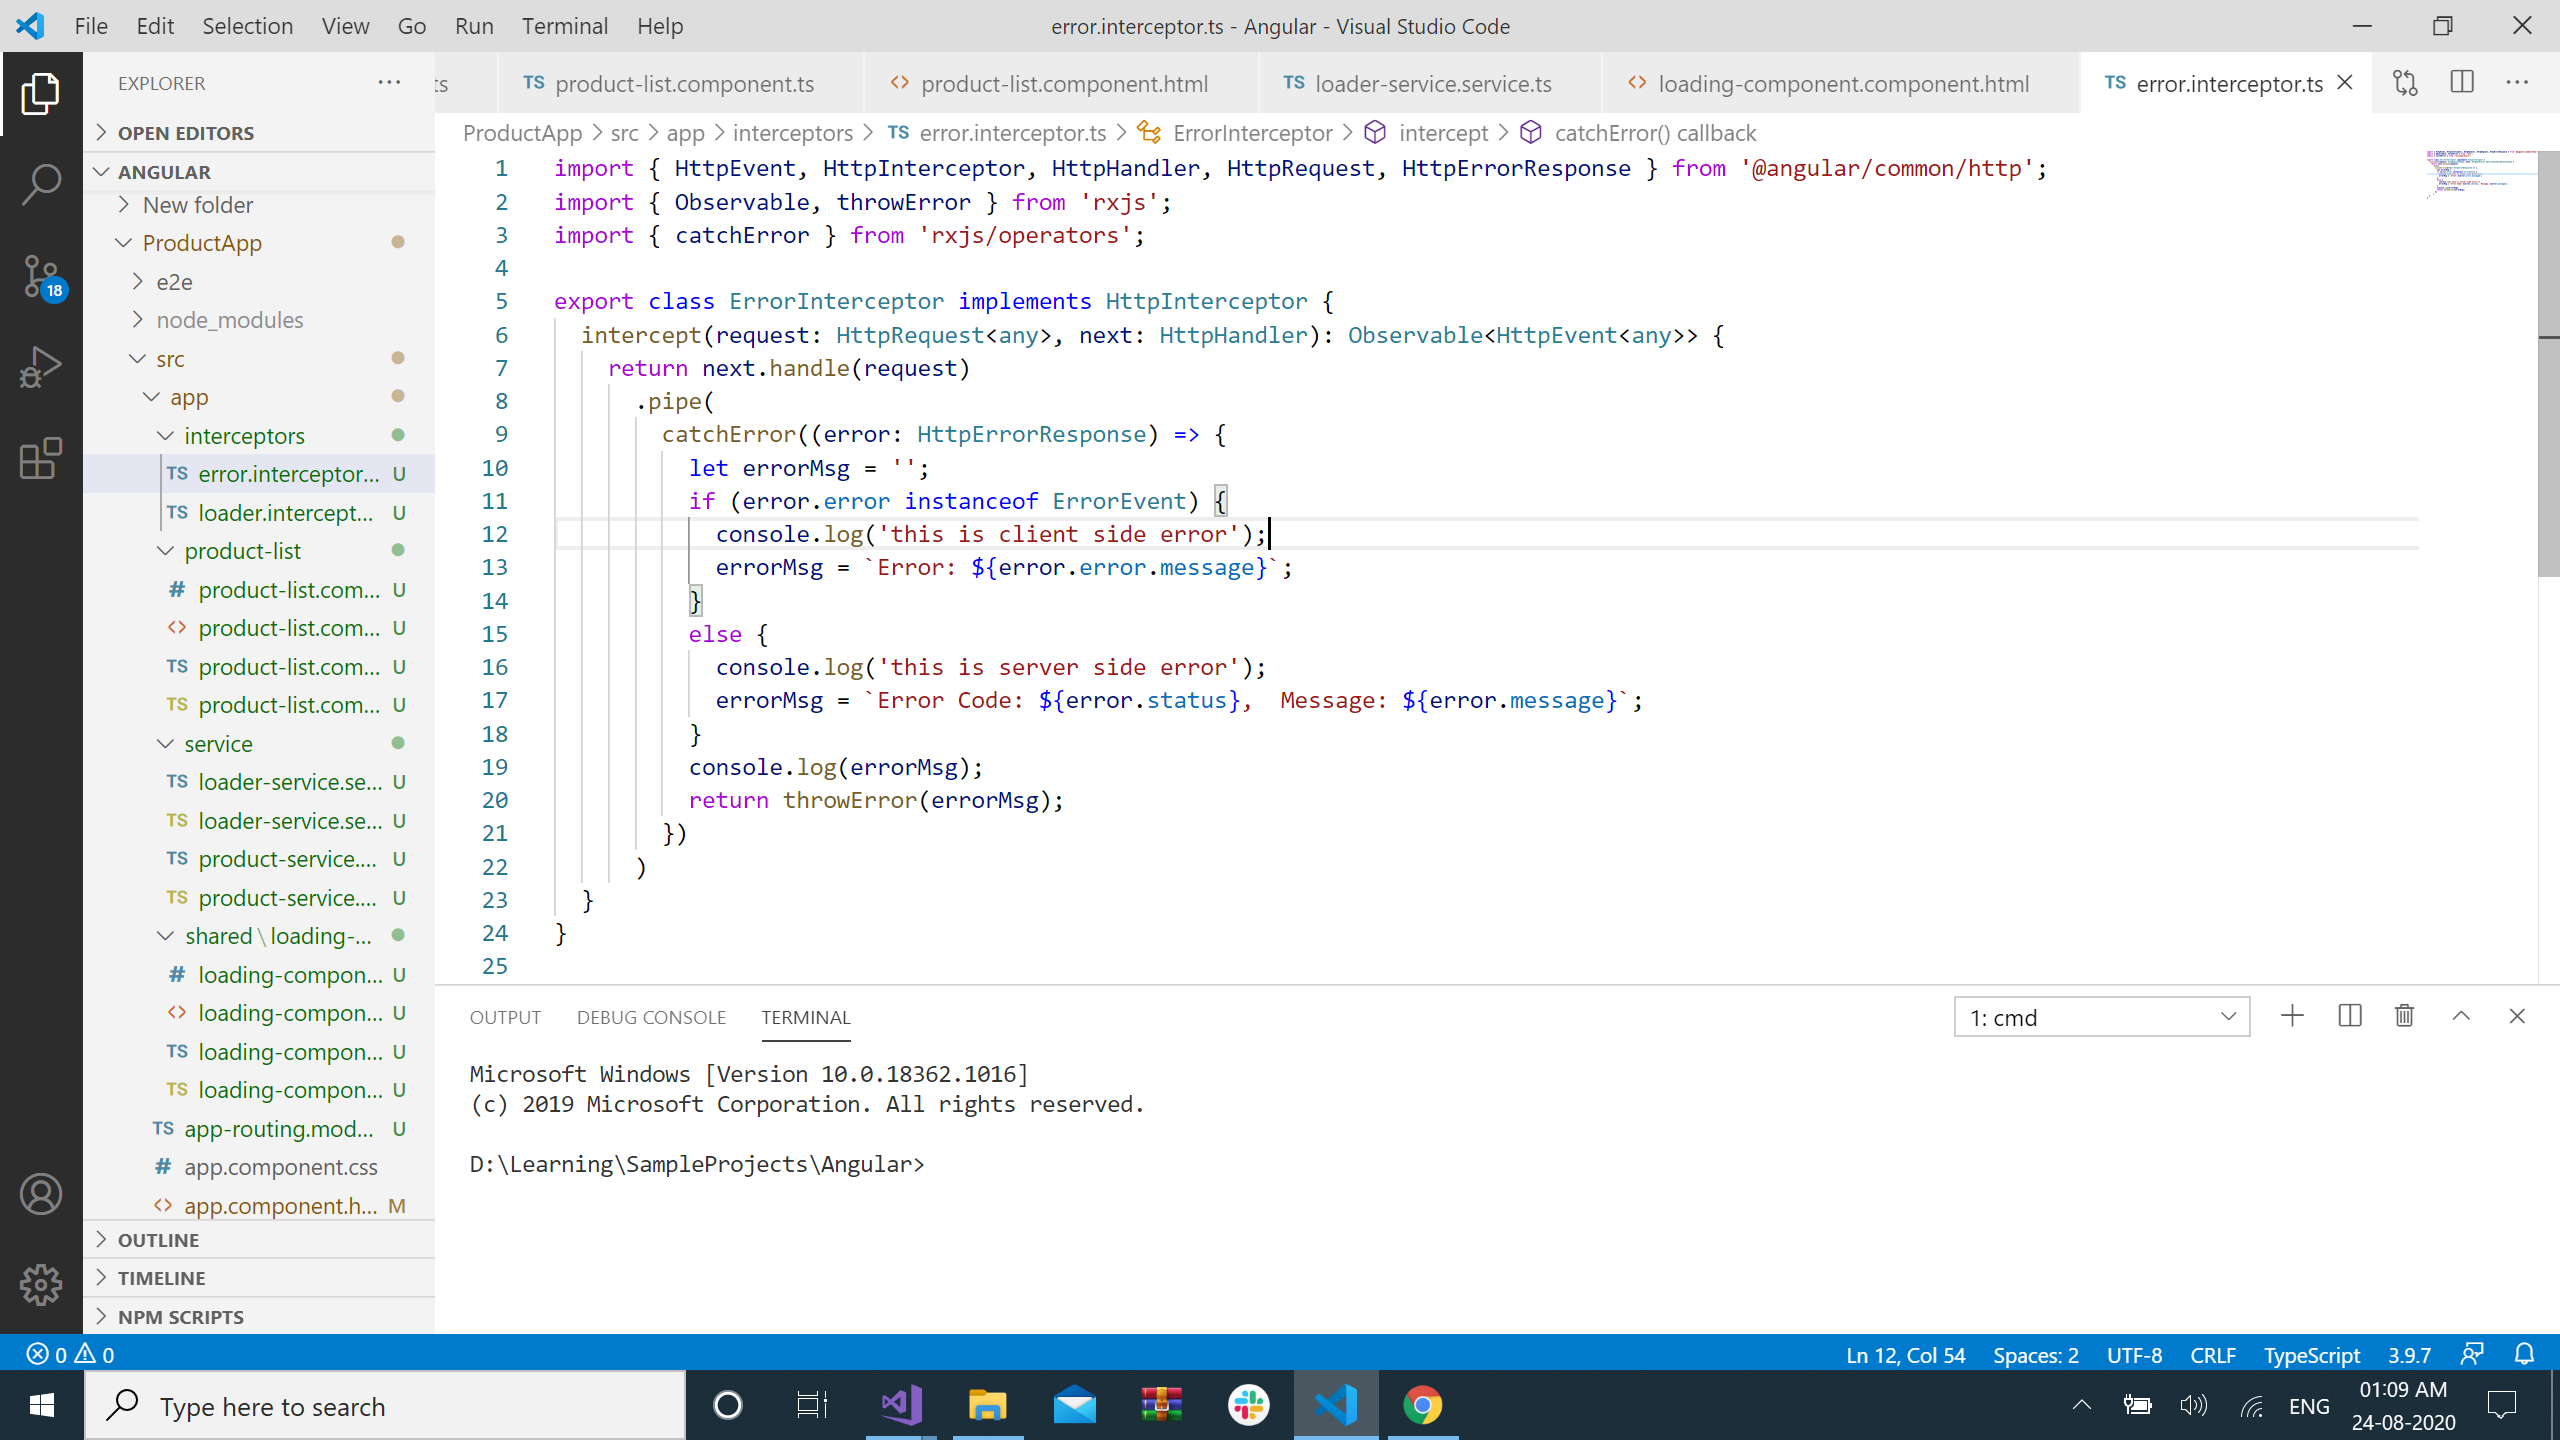 File Edit Selection View Go Run Terminal Help
error.interceptor.ts - Angular - Visual Studio Code
EXPLORER
ts
TS product-list.component.ts
<> product-list.component.html
TS loader-service.service.ts
<> loading-component.component.html
TS error.interceptor.ts
OPEN EDITORS
ANGULAR
New folder
ProductApp
e2e
node_modules
src
app
interceptors
TS error.interceptor... U
TS loader.intercept... U
product-list
# product-list.com... U
<> product-list.com... U
TS product-list.com... U
TS product-list.com... U
service
TS loader-service.se... U
TS loader-service.se... U
TS product-service.... U
TS product-service.... U
shared\loading-...
# loading-compon... U
<> loading-compon... U
TS loading-compon... U
TS loading-compon... U
TS app-routing.mod... U
# app.component.css
<> app.component.h... M
OUTLINE
TIMELINE
NPM SCRIPTS
18
ProductApp > src > app > interceptors > TS error.interceptor.ts > ErrorInterceptor > intercept > catchError() callback
1 import { HttpEvent, HttpInterceptor, HttpHandler, HttpRequest, HttpErrorResponse } from '@angular/common/http';
2 import { Observable, throwError } from 'rxjs';
3 import { catchError } from 'rxjs/operators';
4
5 export class ErrorInterceptor implements HttpInterceptor {
6 intercept(request: HttpRequest<any>, next: HttpHandler): Observable<HttpEvent<any>> {
7 return next.handle(request)
8 .pipe(
9 catchError((error: HttpErrorResponse) => {
10 let errorMsg = '';
11 if (error.error instanceof ErrorEvent) {
12 console.log('this is client side error');
13 errorMsg = `Error: ${error.error.message}`;
14 }
15 else {
16 console.log('this is server side error');
17 errorMsg = `Error Code: ${error.status},  Message: ${error.message}`;
18 }
19 console.log(errorMsg);
20 return throwError(errorMsg);
21 })
22 )
23 }
24 }
25
OUTPUT DEBUG CONSOLE TERMINAL
1: cmd
Microsoft Windows [Version 10.0.18362.1016]
(c) 2019 Microsoft Corporation. All rights reserved.
D:\Learning\SampleProjects\Angular>
0 0
Ln 12, Col 54 Spaces: 2 UTF-8 CRLF TypeScript 3.9.7
Type here to search
ENG
01:09 AM
24-08-2020